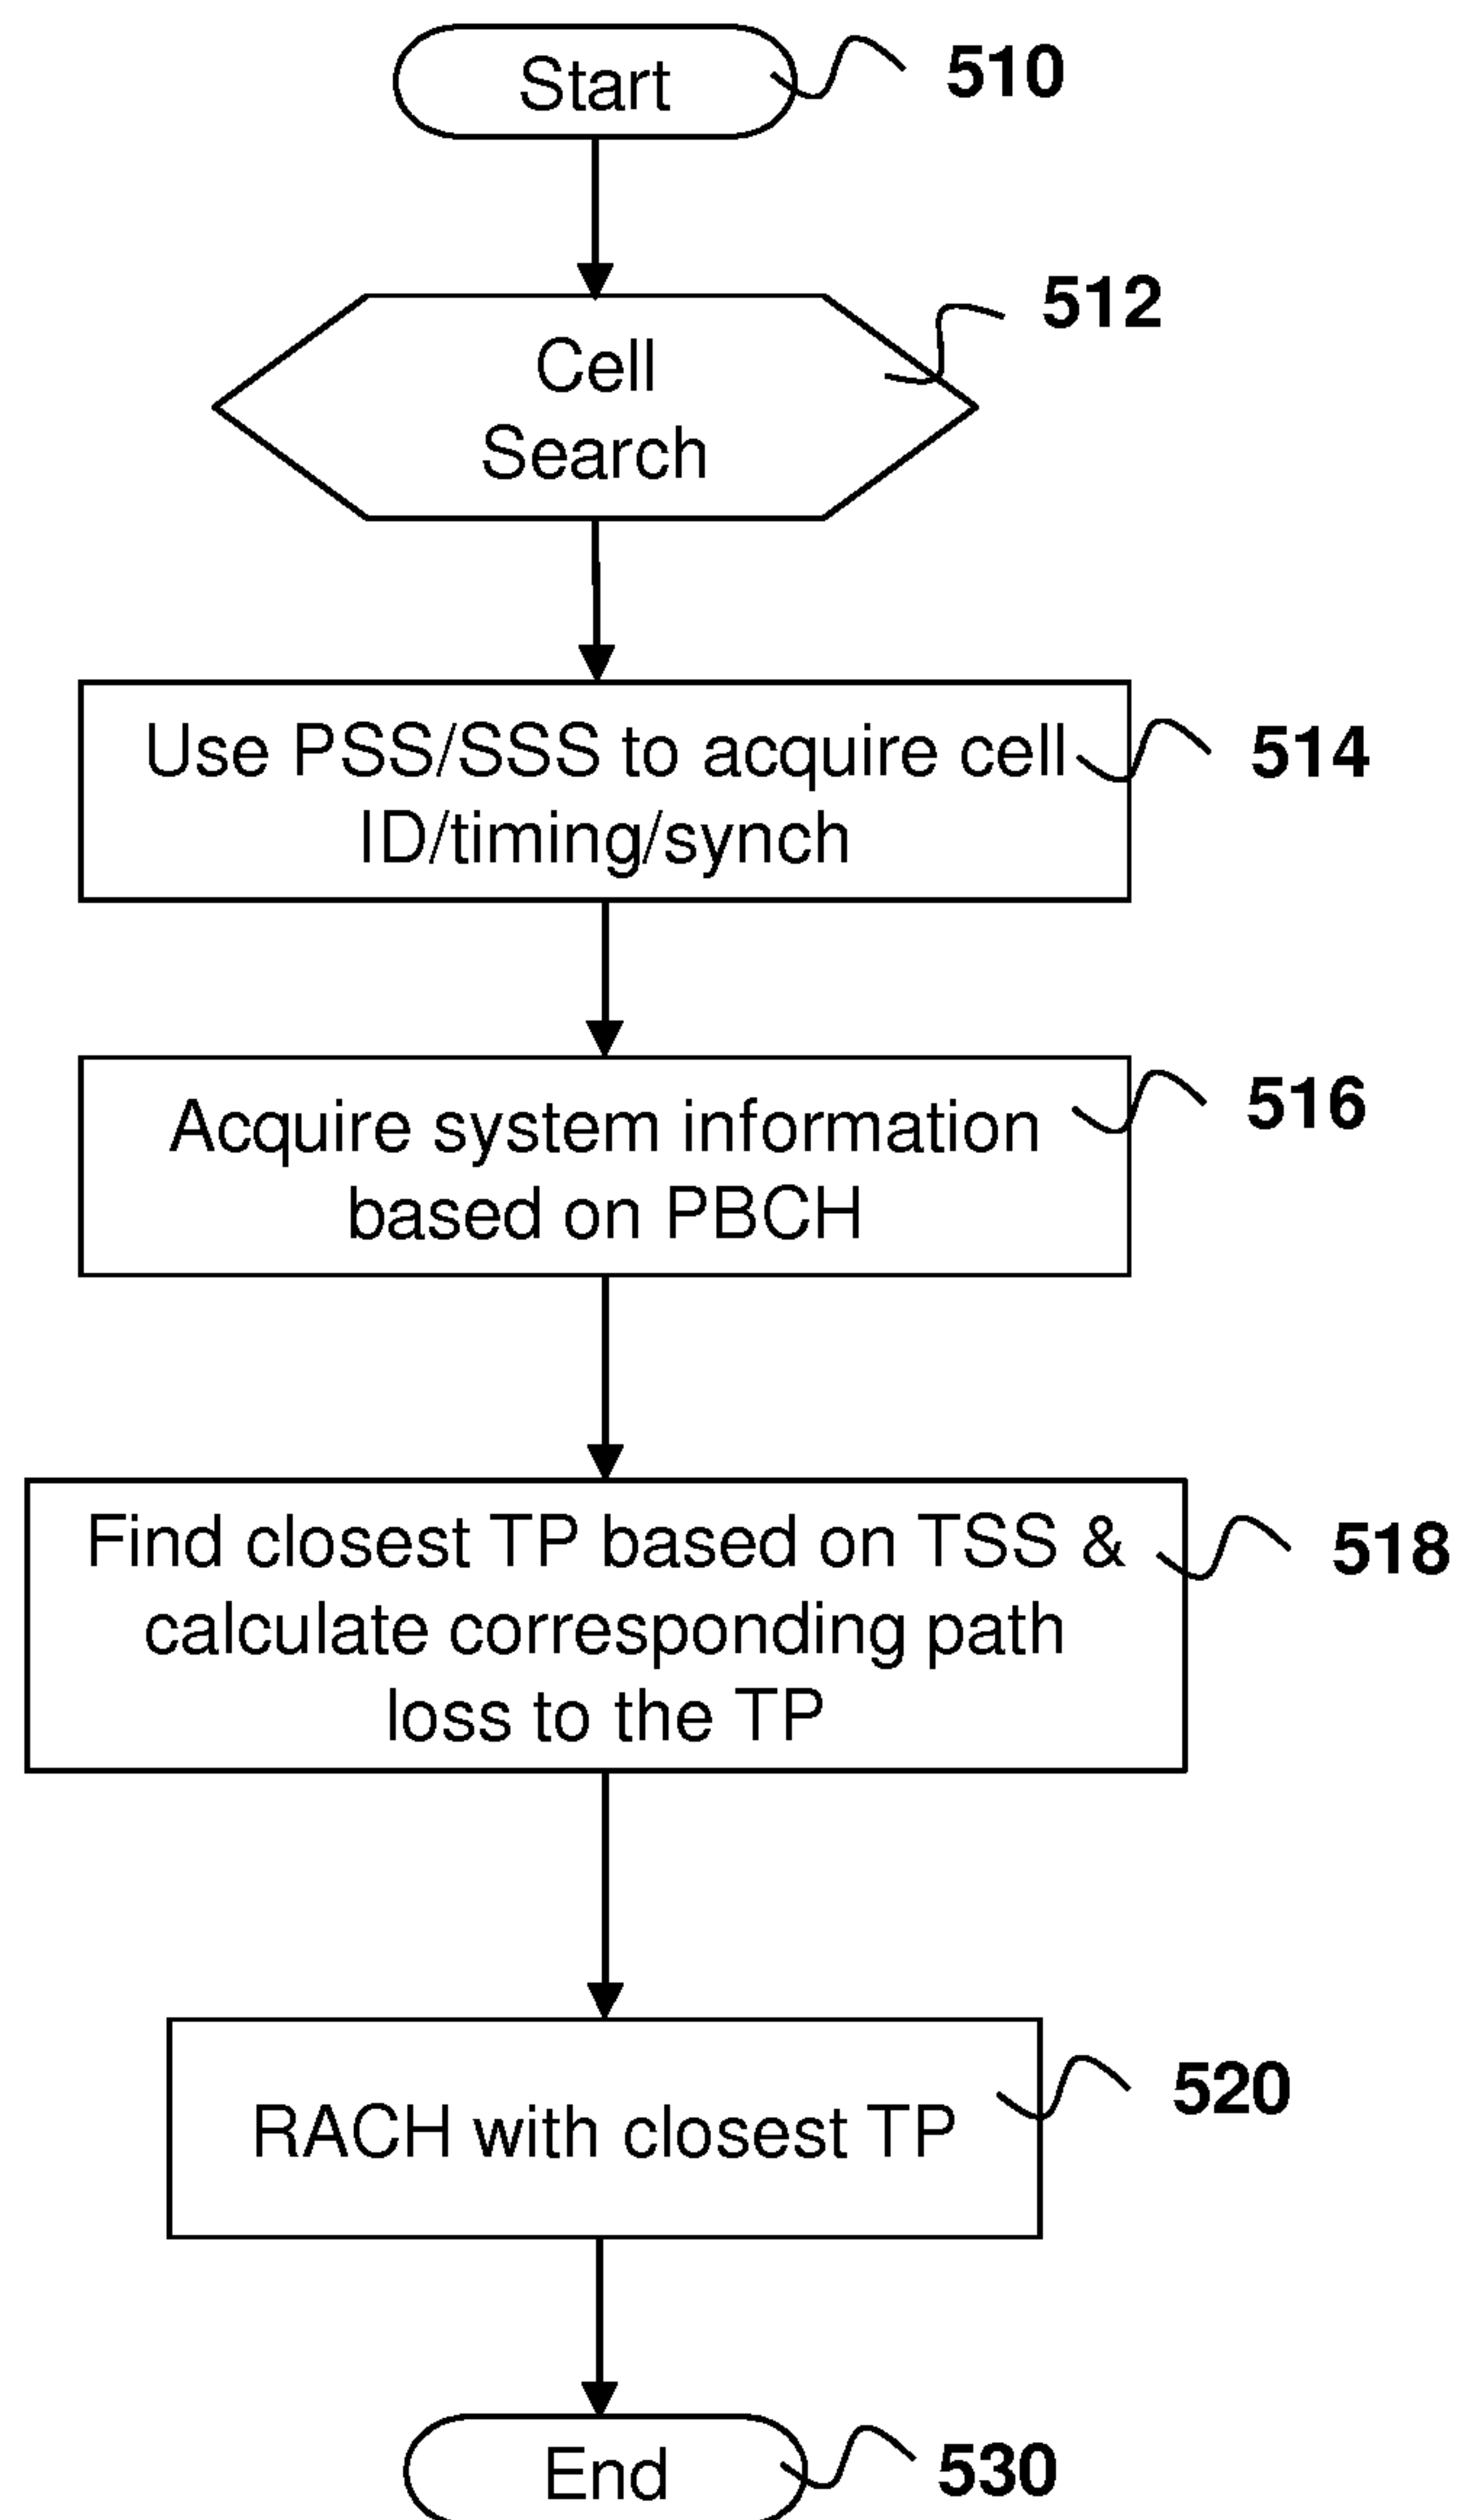 Start
510
Cell
Search
512
Use PSS/SSS to acquire cell
ID/timing/synch
514
Acquire system information
based on PBCH
516
Find closest TP based on TSS &
calculate corresponding path
loss to the TP
518
RACH with closest TP
520
End
530